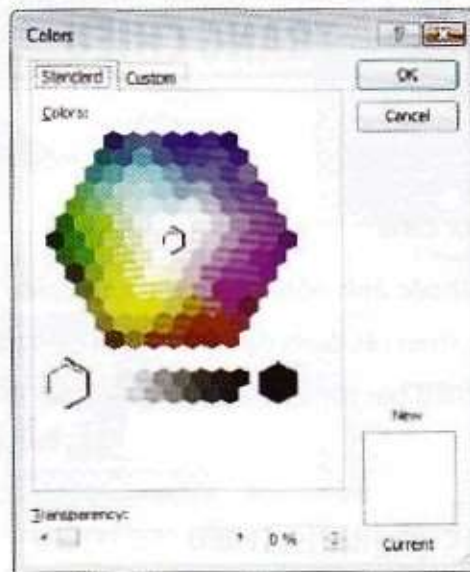 Colors
OK
Standard Custom
Cancel
Colors:
New
Transparency:
0 %
Current